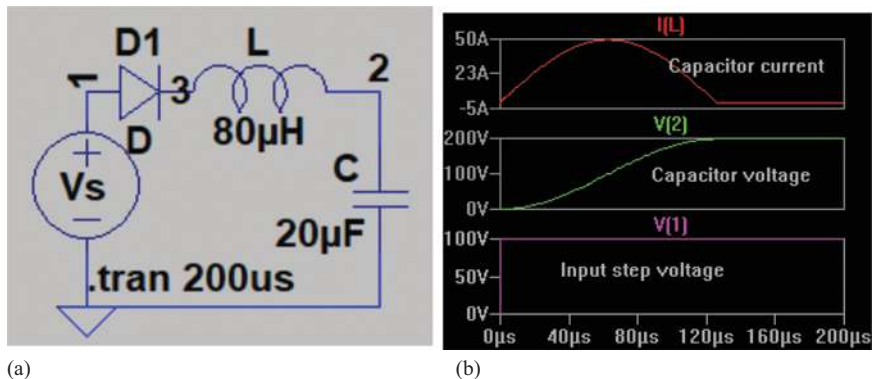 D1
L
1
3
2
D
80µH
Vs
C
20µF
.tran 200us
(a)
I(L)
50A
23A
-5A
Capacitor current
V(2)
200V
100V
0V
Capacitor voltage
V(1)
100V
50V
0V
Input step voltage
0µs 40µs 80µs 120µs 160µs 200µs
(b)